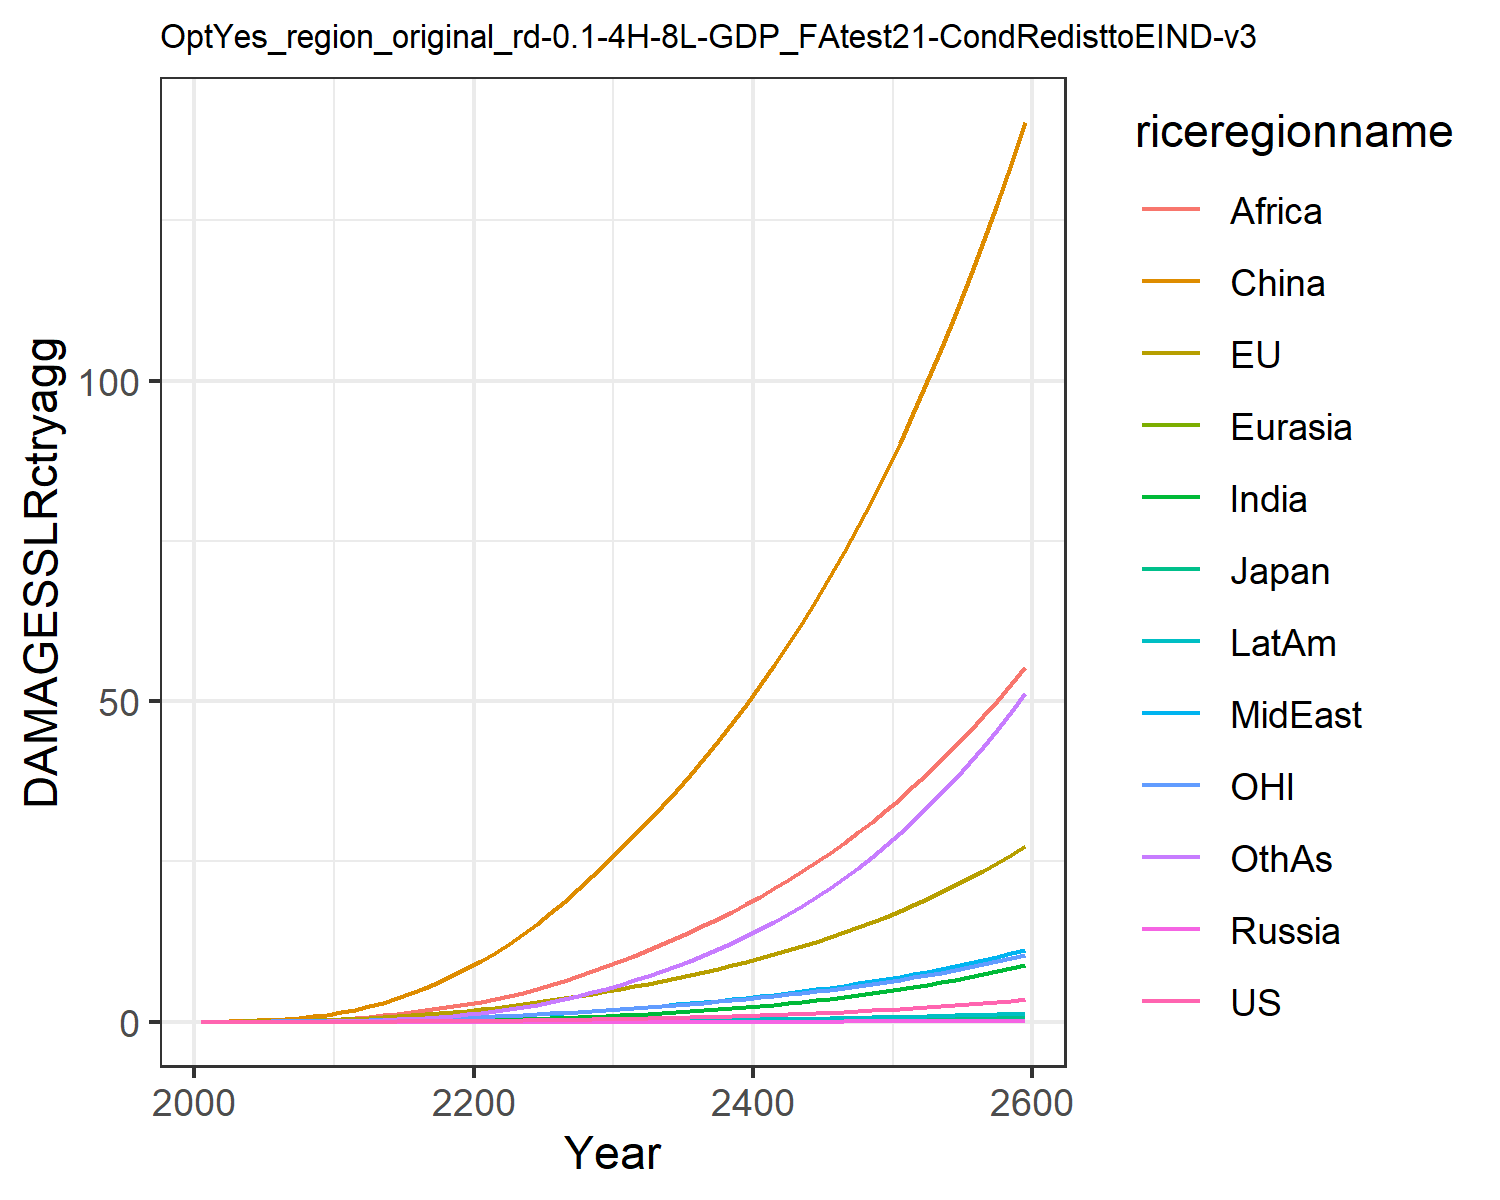 OptYes_region_original_rd-0.1-4H-8L-GDP_FAtest21-CondRedisttoEIND-v3
DAMAGESSLRctryagg
100
50
0
2000 2200 2400 2600
Year
riceregionname
Africa
China
EU
Eurasia
India
Japan
LatAm
MidEast
OHI
OthAs
Russia
US